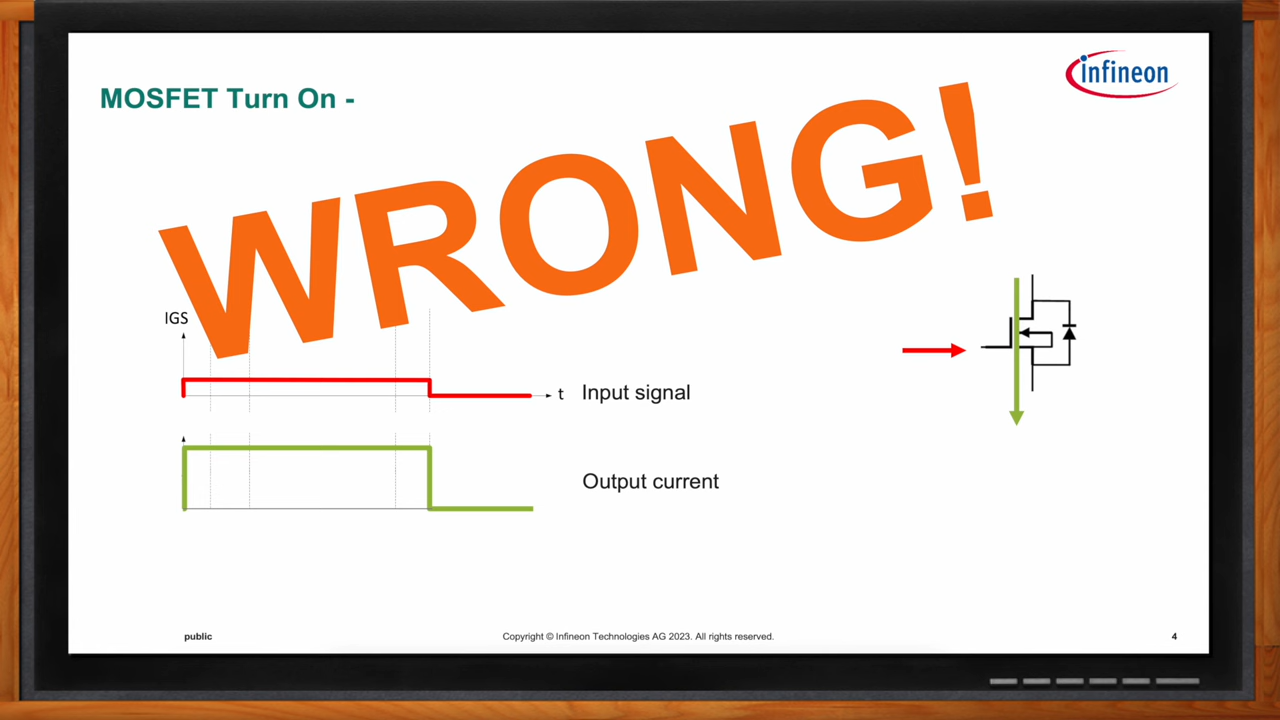 infineon
MOSFET Turn On -
WRONG!
IGS
t
Input signal
Output current
public
Copyright © Infineon Technologies AG 2023. All rights reserved.
4